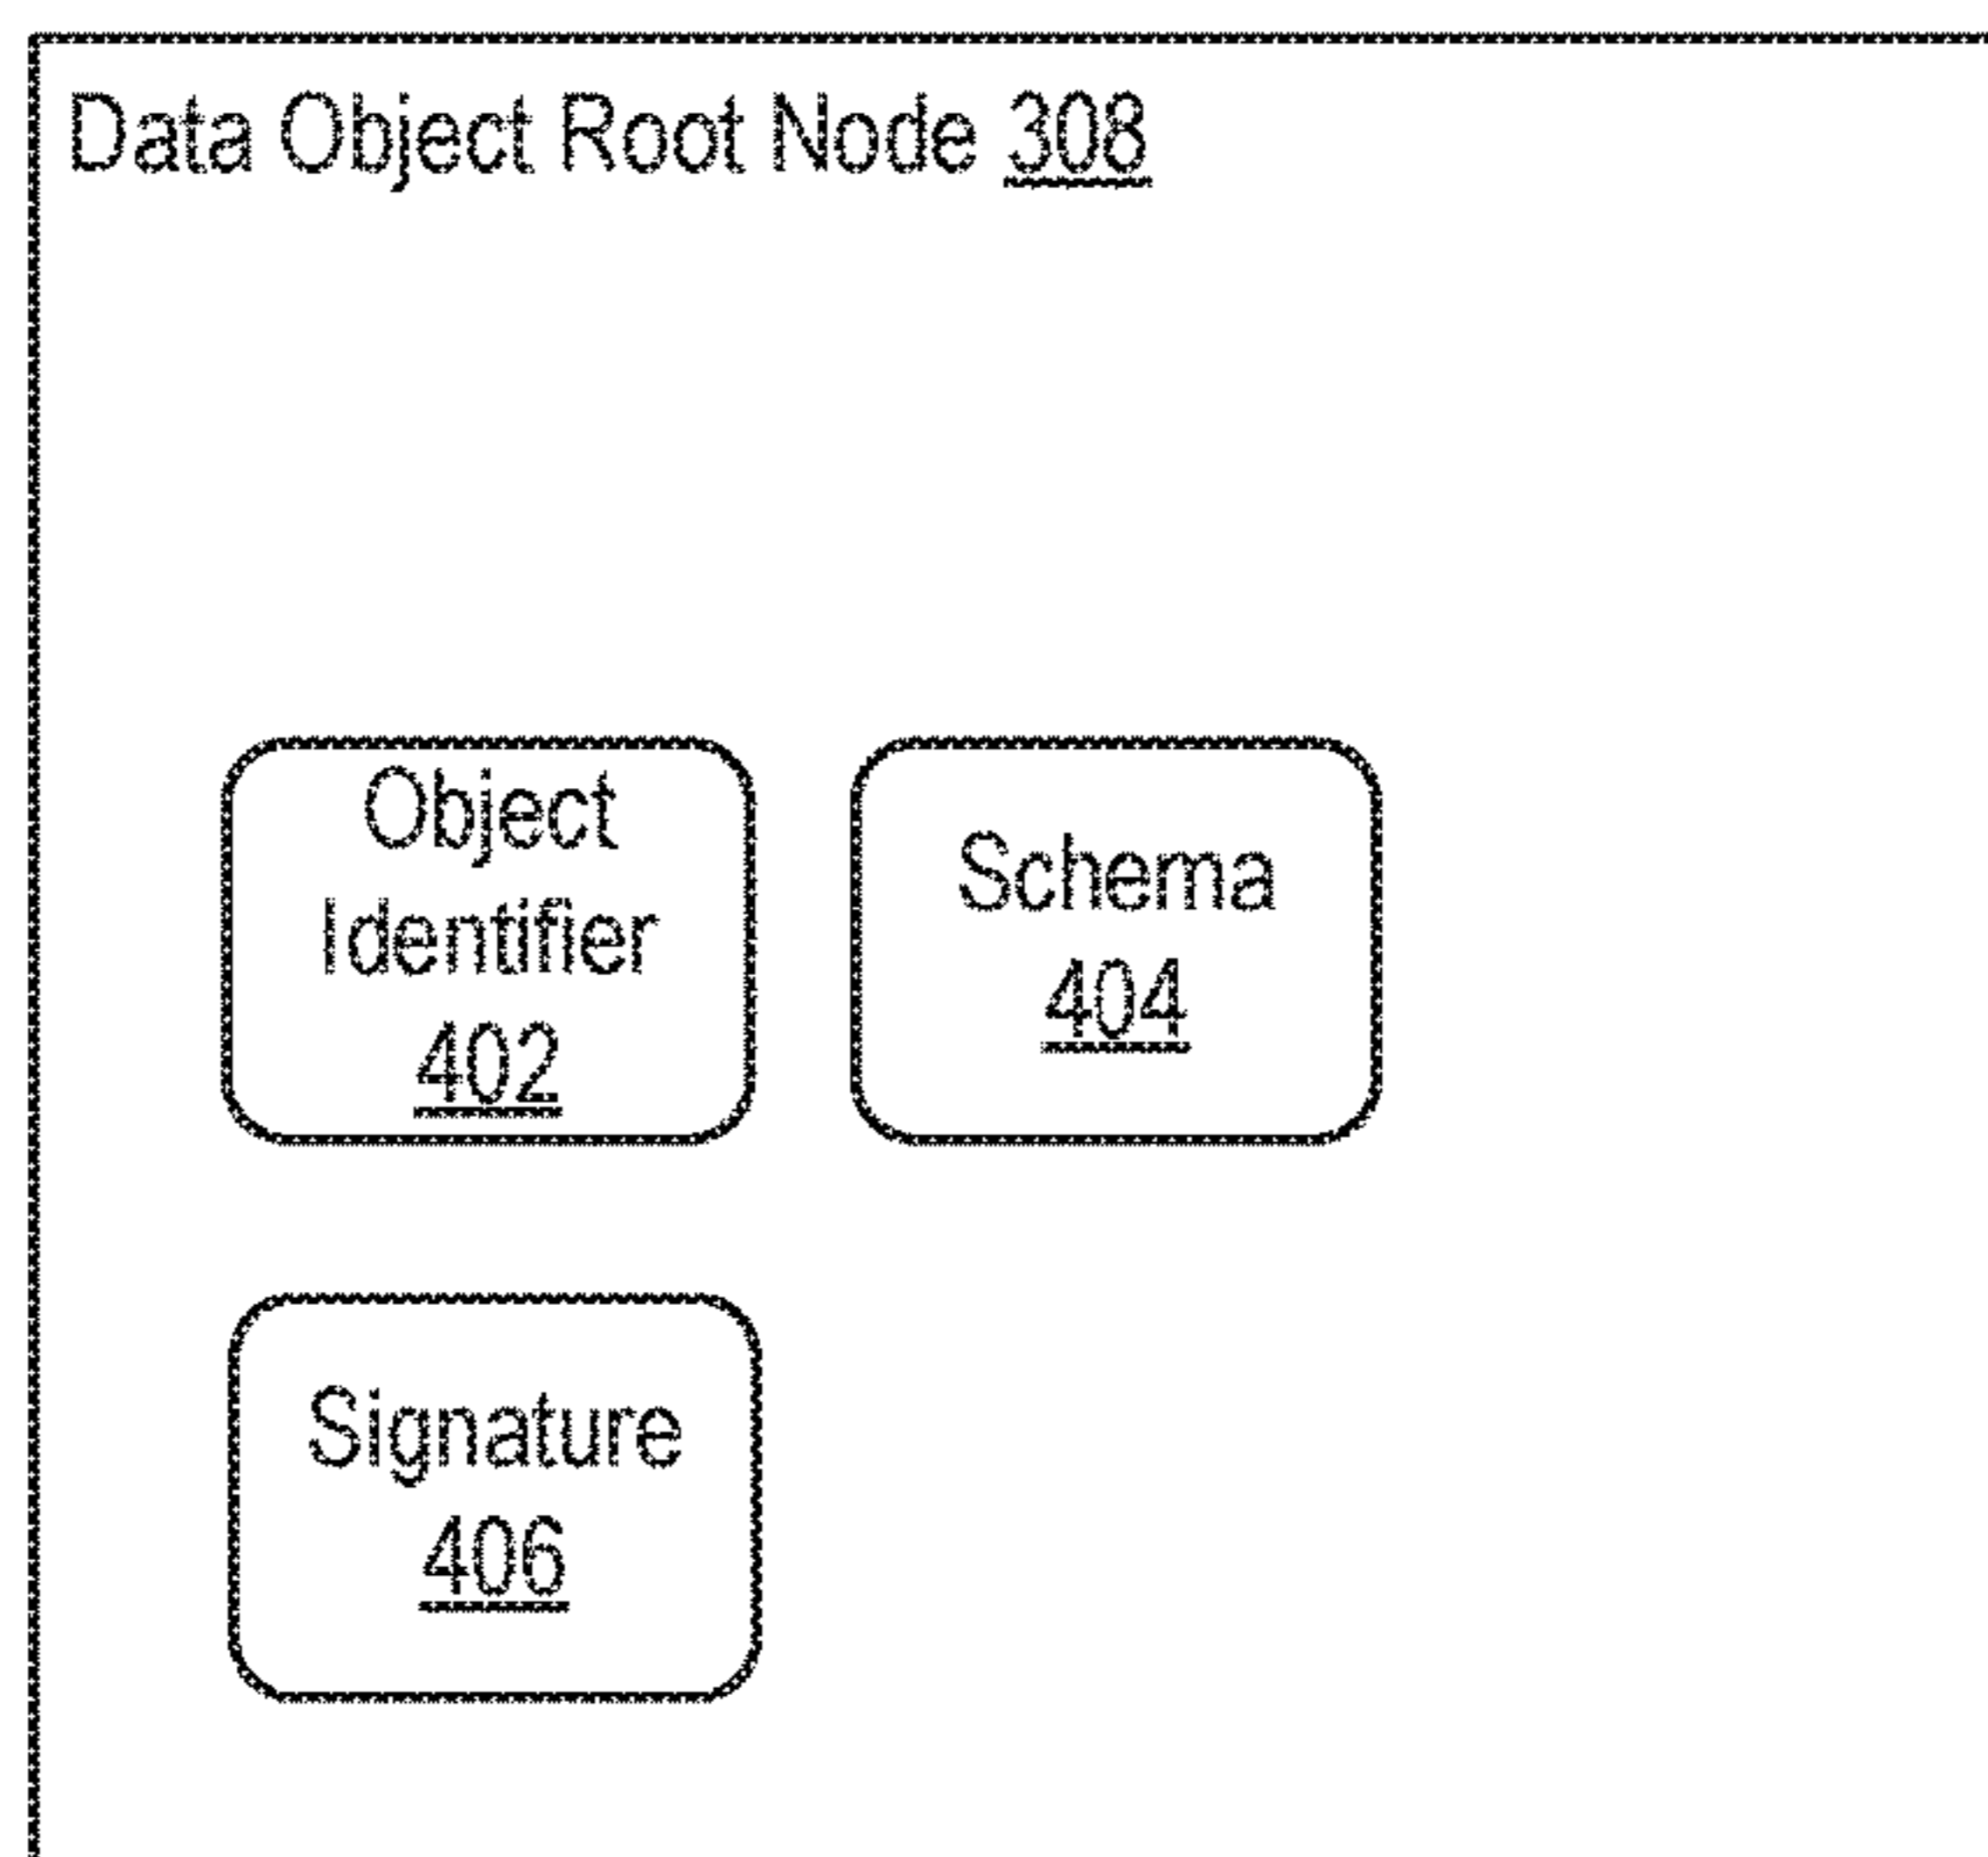 Data Object Root Node 308
Object
Identifier
402
Schema
404
Signature
406